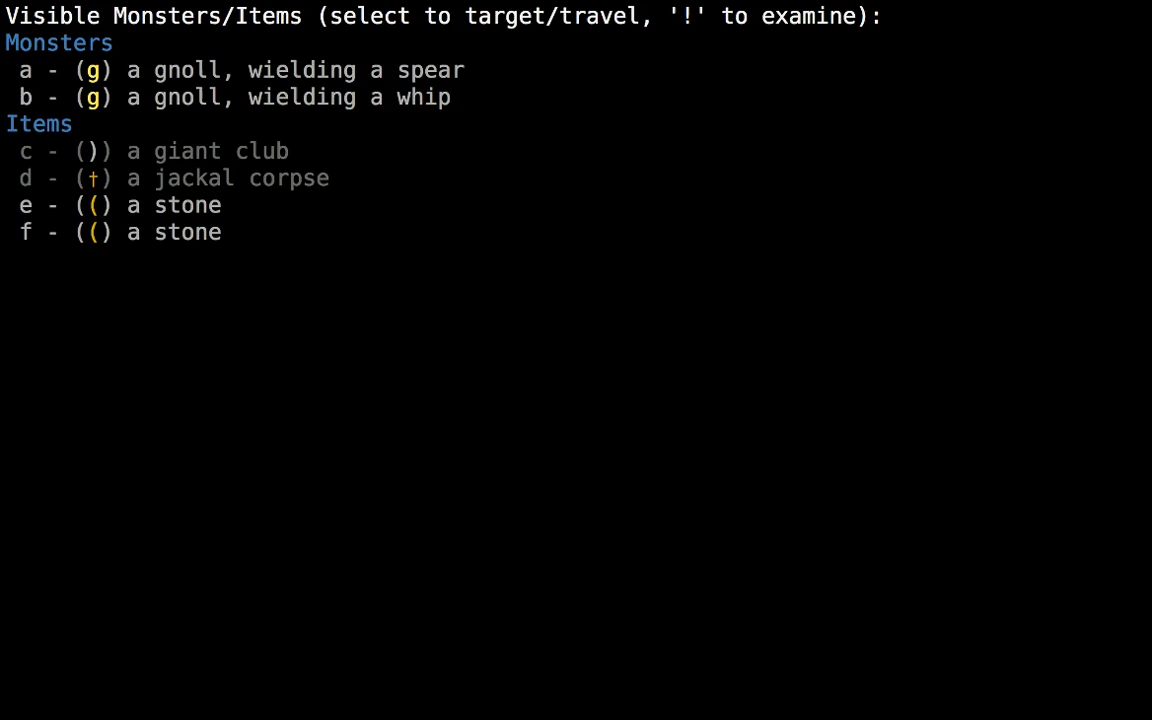 Visible Monsters/Items (select to target/travel, '!' to examine):
Monsters
a - (g) a gnoll, wielding a spear
b - (g) a gnoll, wielding a whip
Items
c - ()) a giant club
d - (†) a jackal corpse
e - (() a stone
f - (() a stone